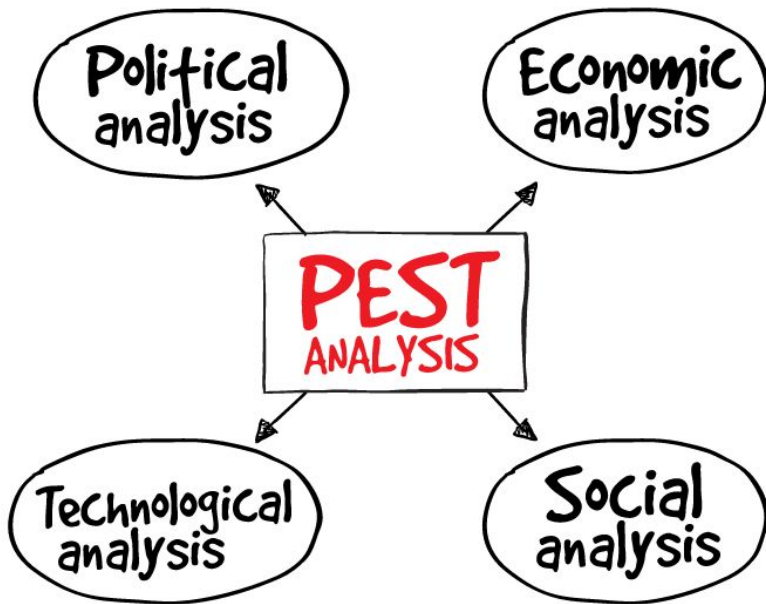 Political
analysis
Economic
analysis
PEST
ANALYSIS
Technological
analysis
Social
analysis